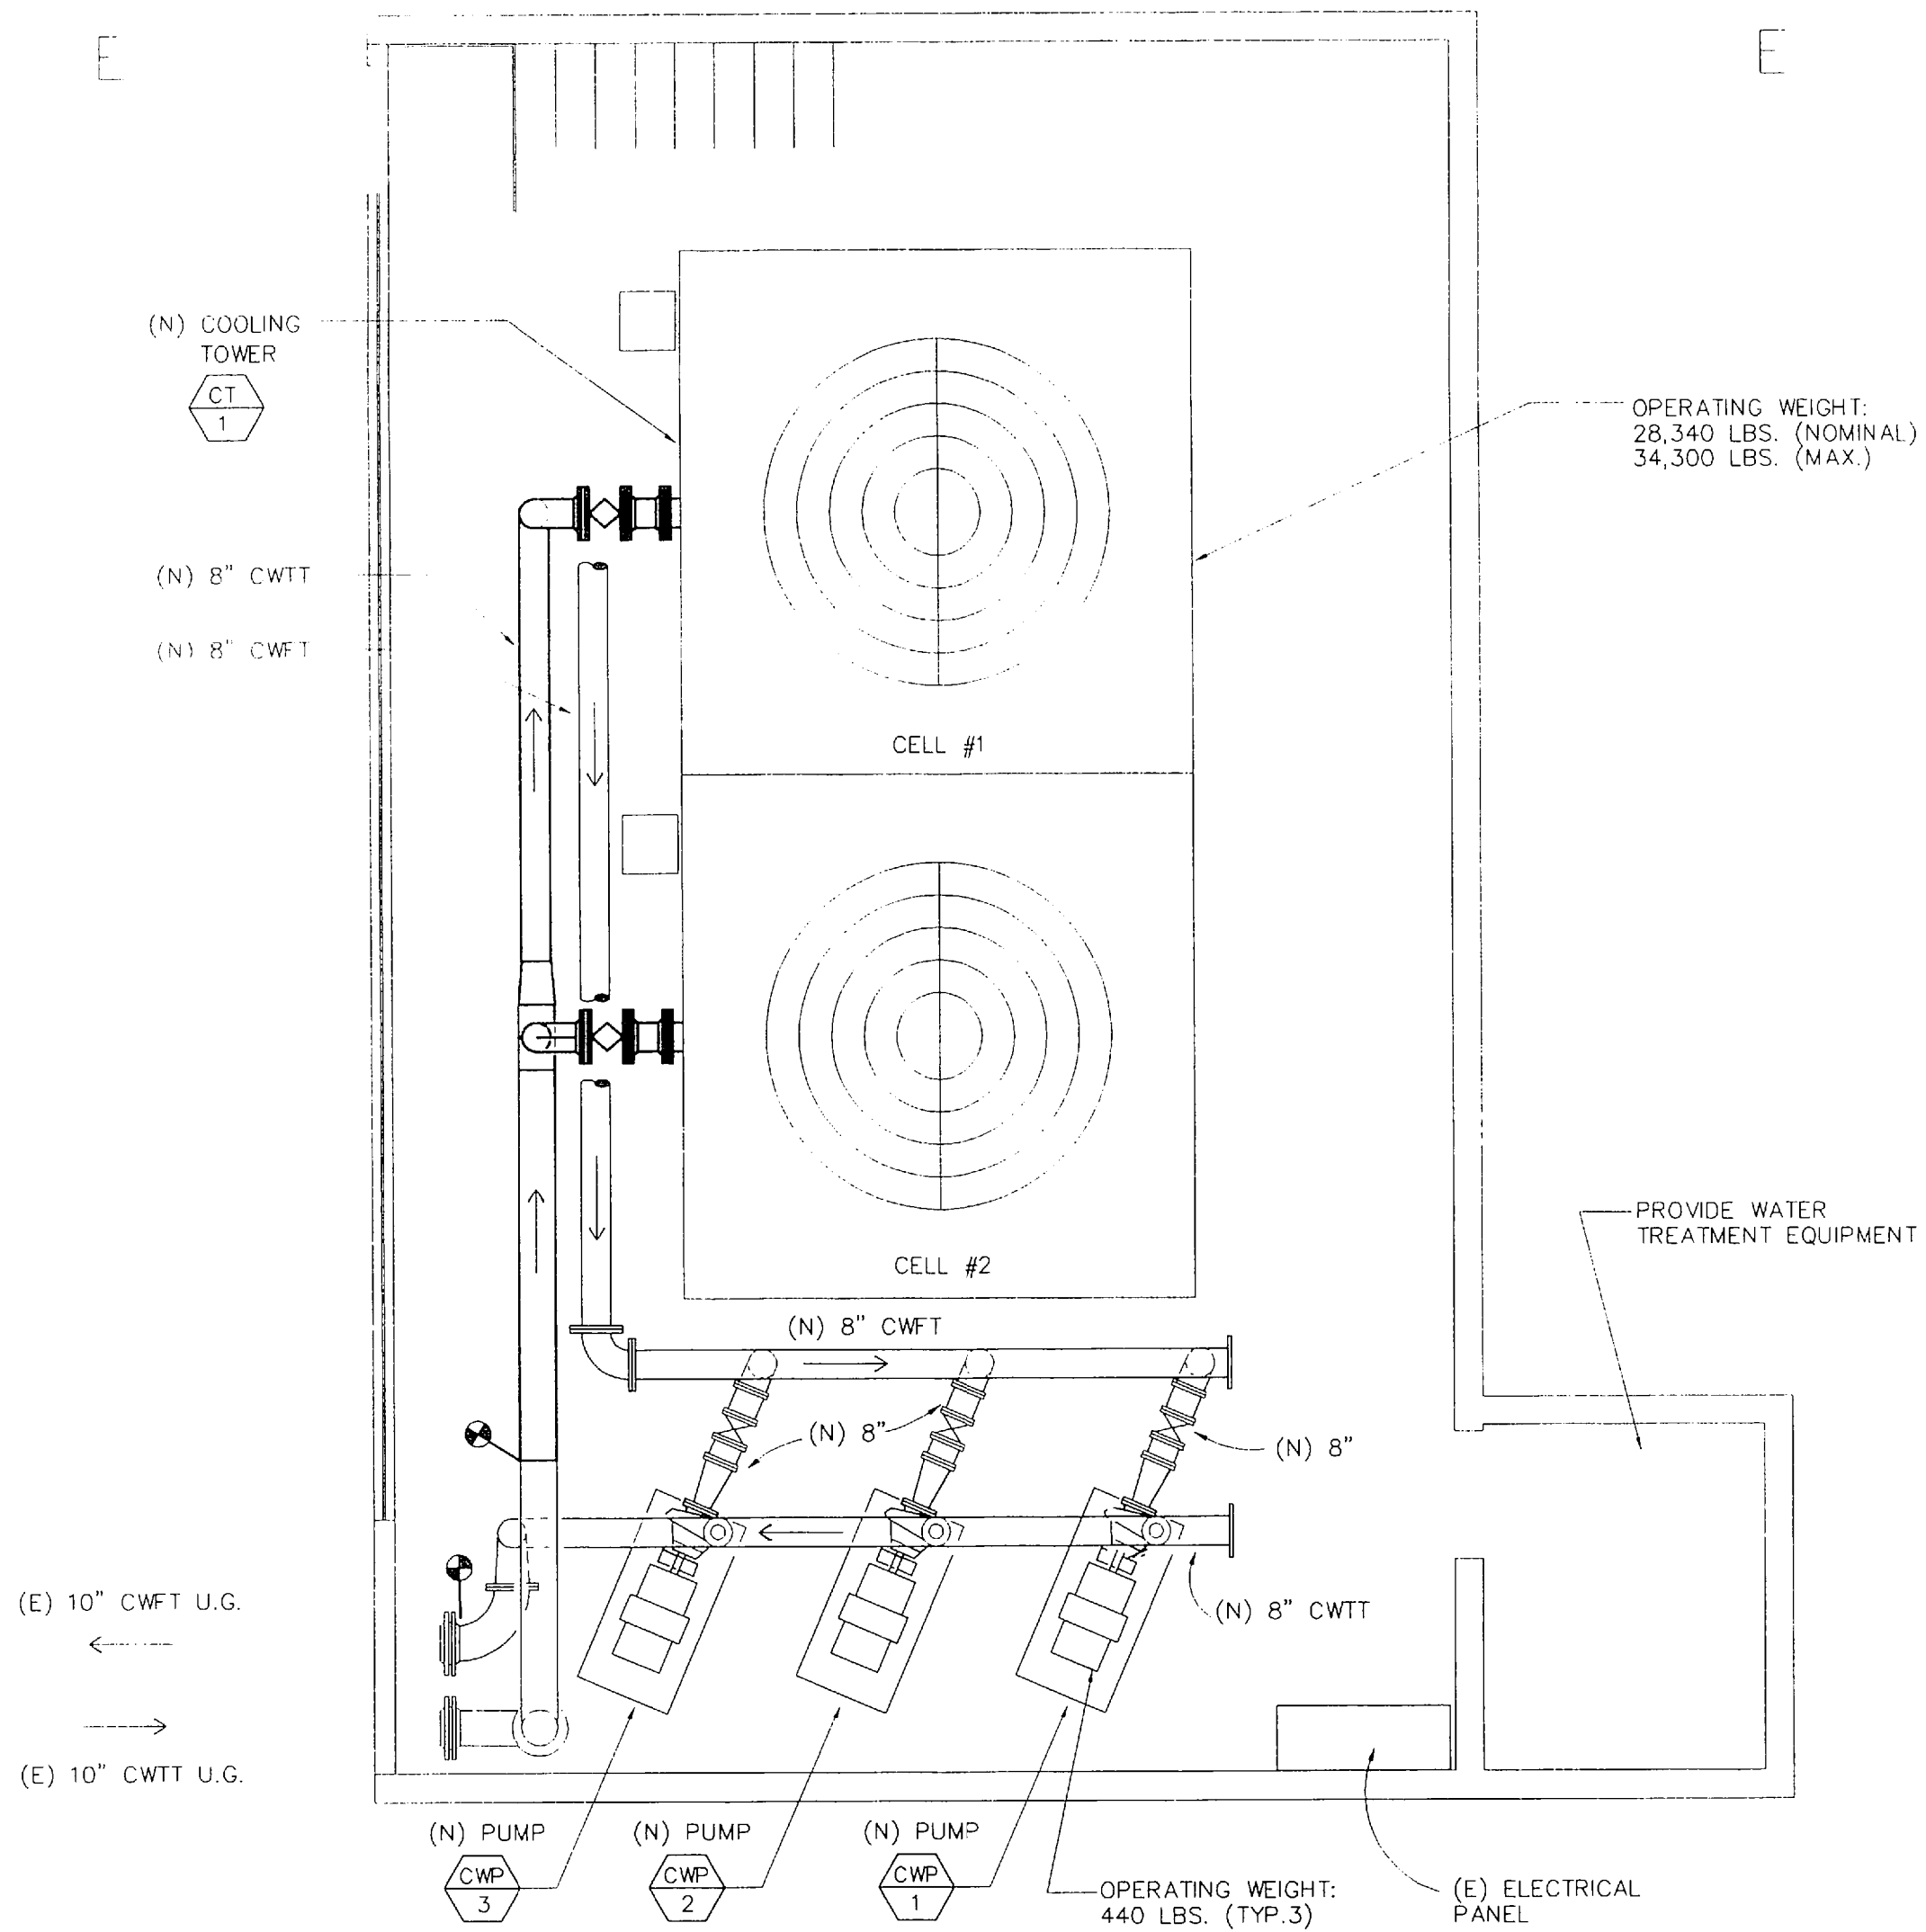 E
E
(N) COOLING
TOWER
CT
1
OPERATING WEIGHT:
28,340 LBS. (NOMINAL)
34,300 LBS. (MAX.)
(N) 8" CWTT
(N) 8" CWFT
CELL #1
PROVIDE WATER
TREATMENT EQUIPMENT
CELL #2
(N) 8" CWFT
(N) 8"
(N) 8"
(E) 10" CWFT U.G.
(N) 8" CWTT
(E) 10" CWTT U.G.
(N) PUMP
CWP
3
(N) PUMP
CWP
2
(N) PUMP
CWP
1
OPERATING WEIGHT:
440 LBS. (TYP.3)
(E) ELECTRICAL
PANEL